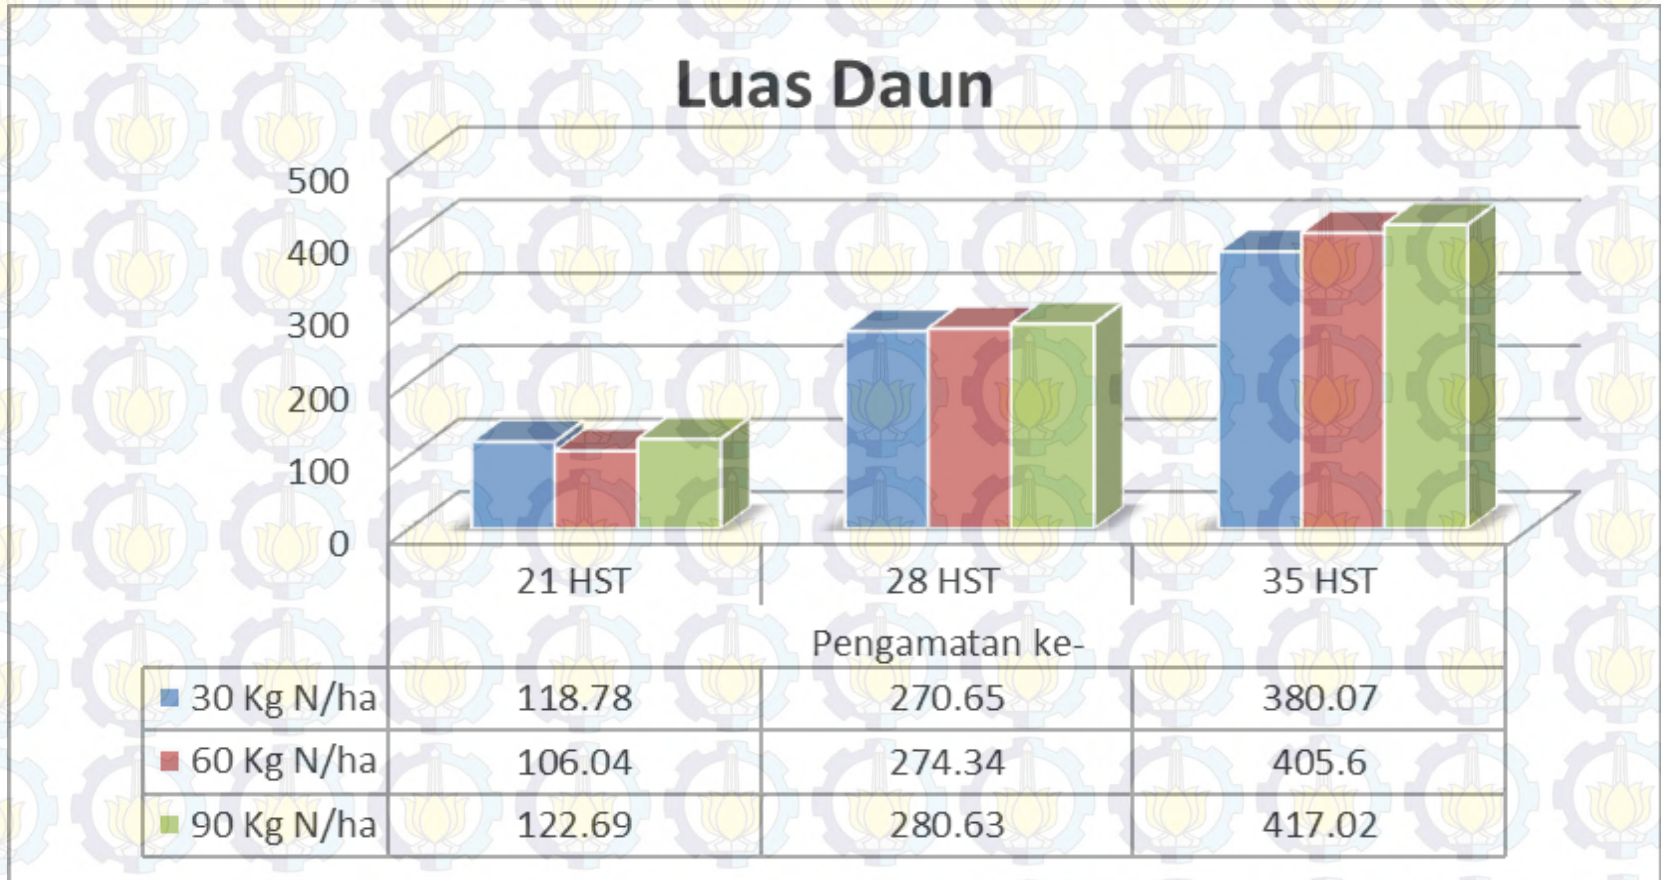 Luas Daun
500
400
300
200
100
0
21 HST 28 HST 35 HST
Pengamatan ke-
30 Kg N/ha 118.78 270.65 380.07
60 Kg N/ha 106.04 274.34 405.6
90 Kg N/ha 122.69 280.63 417.02